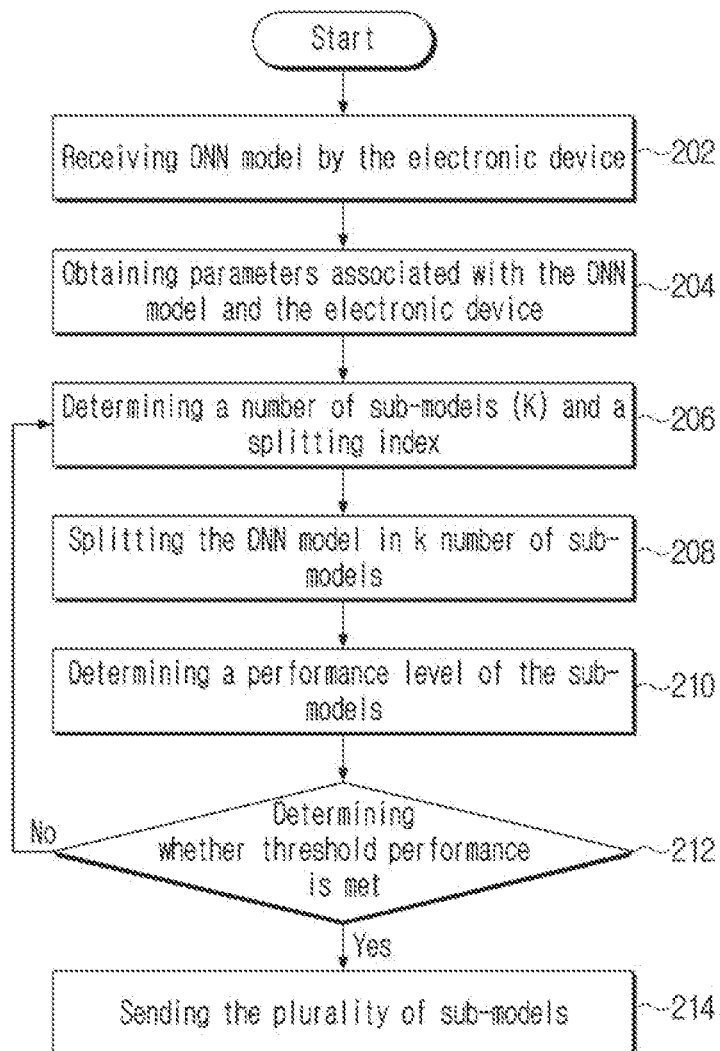 Start
Receiving DNN model by the electronic device
202
Obtaining parameters associated with the DNN
model and the electronic device
204
Determining a number of sub-models (K) and a
splitting index
206
Splitting the DNN model in k number of sub-
models
208
Determining a performance level of the sub-
models
210
Determining
whether threshold performance
is met
212
No
Yes
Sending the plurality of sub-models
214